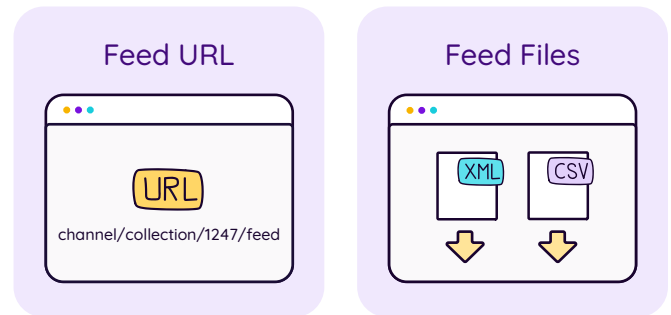 Feed URL
URL
channel/collection/1247/feed
Feed Files
XML
CSV